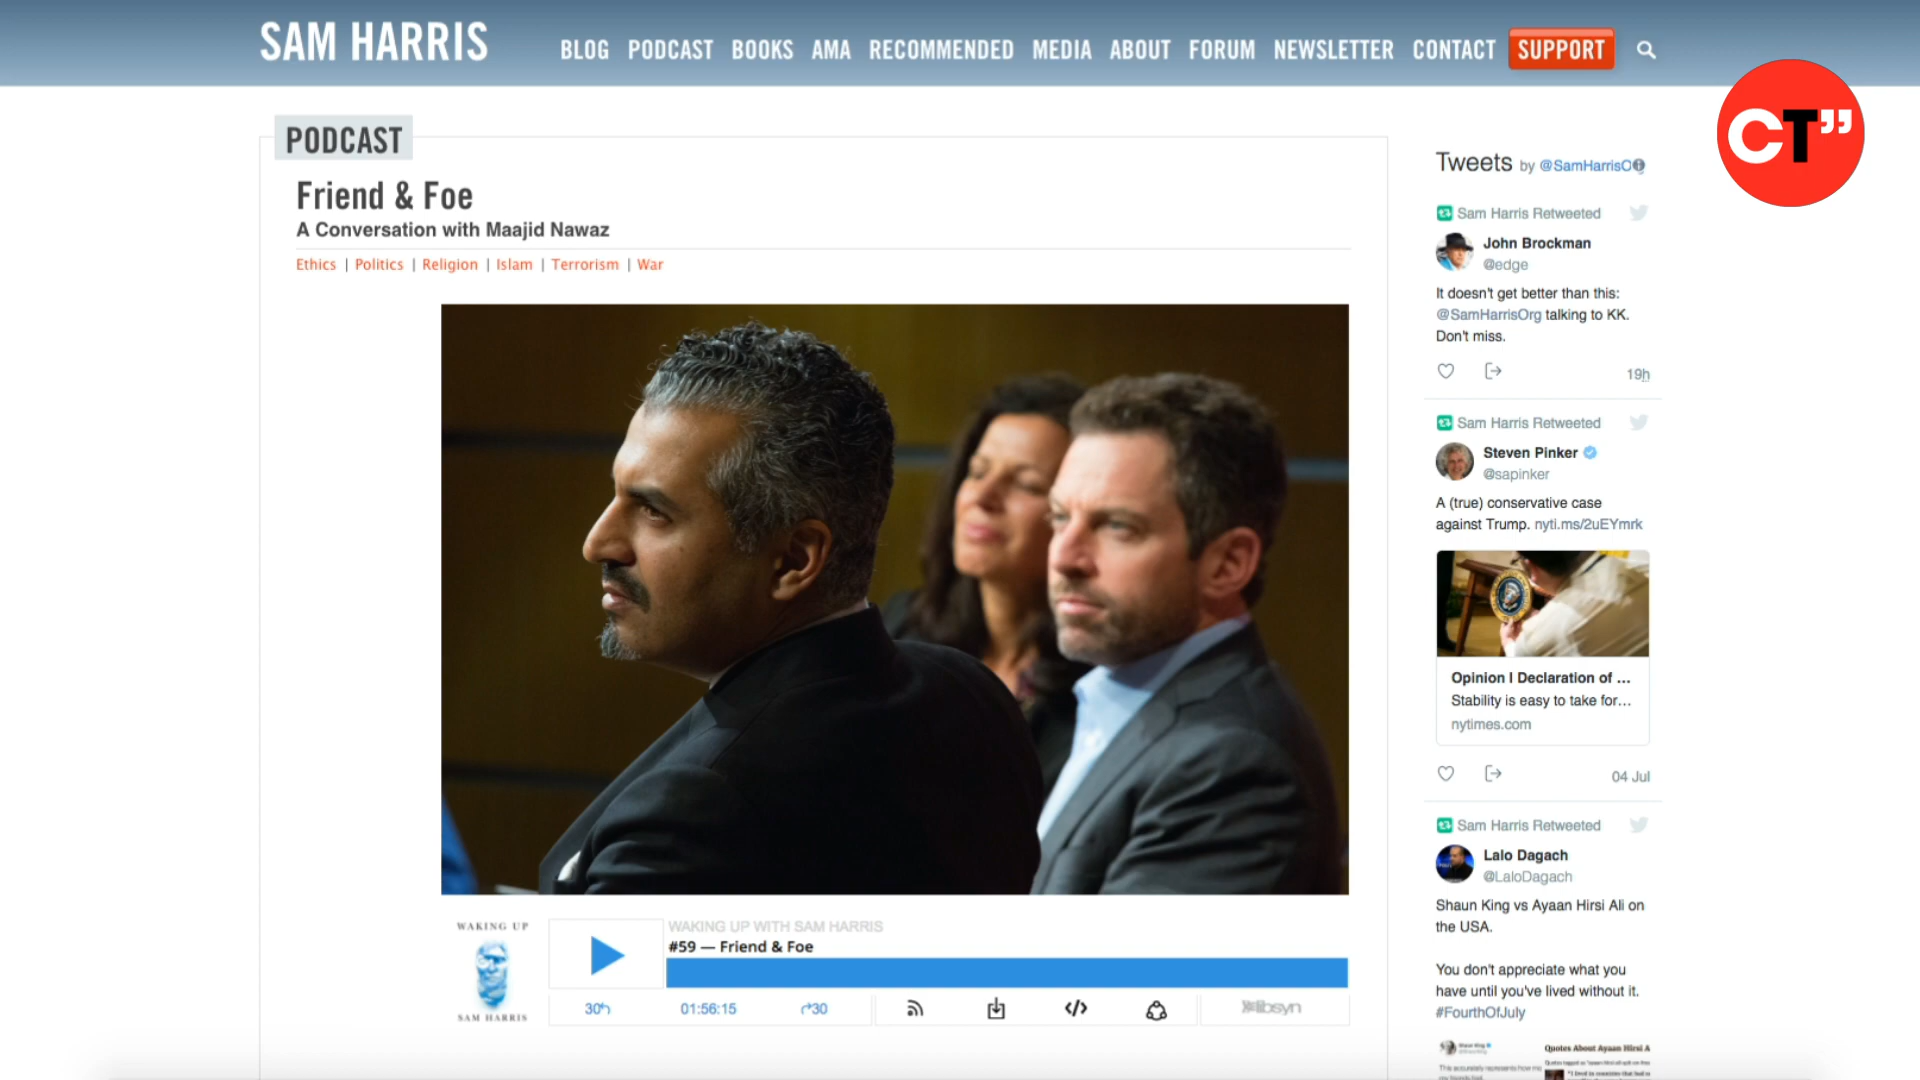 SAM HARRIS
BLOG PODCAST BOOKS AMA RECOMMENDED MEDIA ABOUT FORUM NEWSLETTER CONTACT SUPPORT
CT”
PODCAST
Friend & Foe
A Conversation with Maajid Nawaz
Ethics | Politics | Religion | Islam | Terrorism | War
WAKING UP
SAM HARRIS
WAKING UP WITH SAM HARRIS
#59 — Friend & Foe
30 01:56:15 30
libsyn
Tweets by @SamHarrisOrg
Sam Harris Retweeted
John Brockman
@edge
It doesn't get better than this:
@SamHarrisOrg talking to KK.
Don't miss.
19h
Sam Harris Retweeted
Steven Pinker
@sapinker
A (true) conservative case
against Trump. nyti.ms/2uEYmrk
Opinion | Declaration of ...
Stability is easy to take for...
nytimes.com
04 Jul
Sam Harris Retweeted
Lalo Dagach
@LaloDagach
Shaun King vs Ayaan Hirsi Ali on
the USA.
You don't appreciate what you
have until you've lived without it.
#FourthOfJuly
Shaun King
Quotes About Ayaan Hirsi A
This accurately represents how